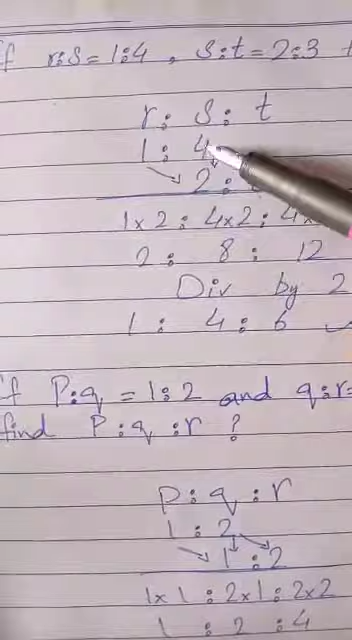 If r:s = 1:4 , s:t = 2:3
r : s : t
1 : 4
2 :
1×2 : 4×2 : 4×
2 : 8 : 12
Div by 2
1 : 4 : 6
If P:q = 1:2 and q:r=
find P:q :r ?
P : q : r
1 : 2
1 : 2
1×1 : 2×1 : 2×2
1 : 2 : 4